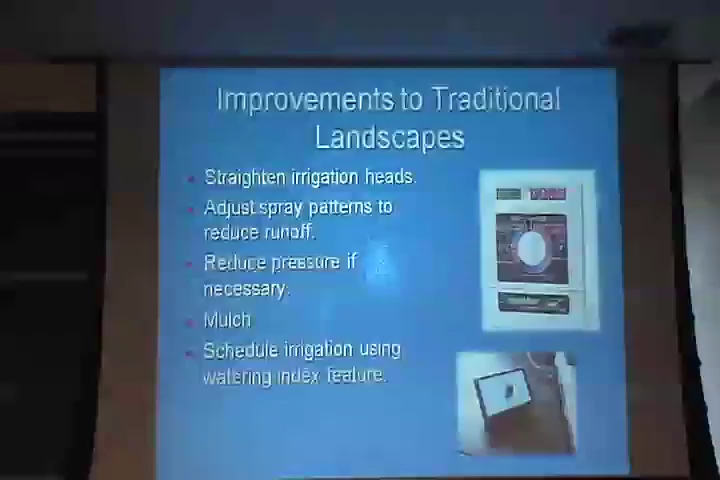 Improvements to Traditional
Landscapes
• Straighten irrigation heads.
• Adjust spray patterns to
reduce runoff.
• Reduce pressure if
necessary.
• Mulch
• Schedule irrigation using
watering index feature.